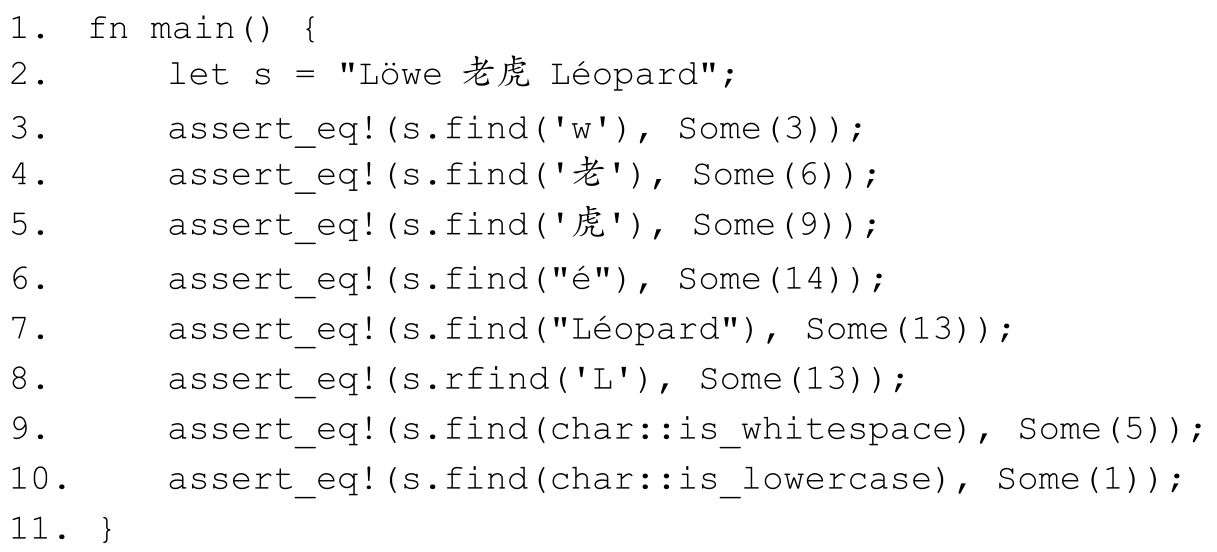 1. fn main() {
2. let s = "Löwe 老虎 Léopard";
3. assert_eq!(s.find('w'), Some(3));
4. assert_eq!(s.find('老'), Some(6));
5. assert_eq!(s.find('虎'), Some(9));
6. assert_eq!(s.find("é"), Some(14));
7. assert_eq!(s.find("Léopard"), Some(13));
8. assert_eq!(s.rfind('L'), Some(13));
9. assert_eq!(s.find(char::is_whitespace), Some(5));
10. assert_eq!(s.find(char::is_lowercase), Some(1));
11. }